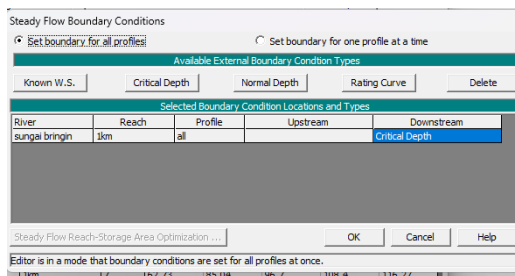 Steady Flow Boundary Conditions
Set boundary for all profiles Set boundary for one profile at a time
Available External Boundary Condtion Types
Known W.S. Critical Depth Normal Depth Rating Curve Delete
Selected Boundary Condition Locations and Types
River Reach Profile Upstream Downstream
sungai bringin 1km all Critical Depth
Steady Flow Reach-Storage Area Optimization ... OK Cancel Help
Editor is in a mode that boundary conditions are set for all profiles at once.